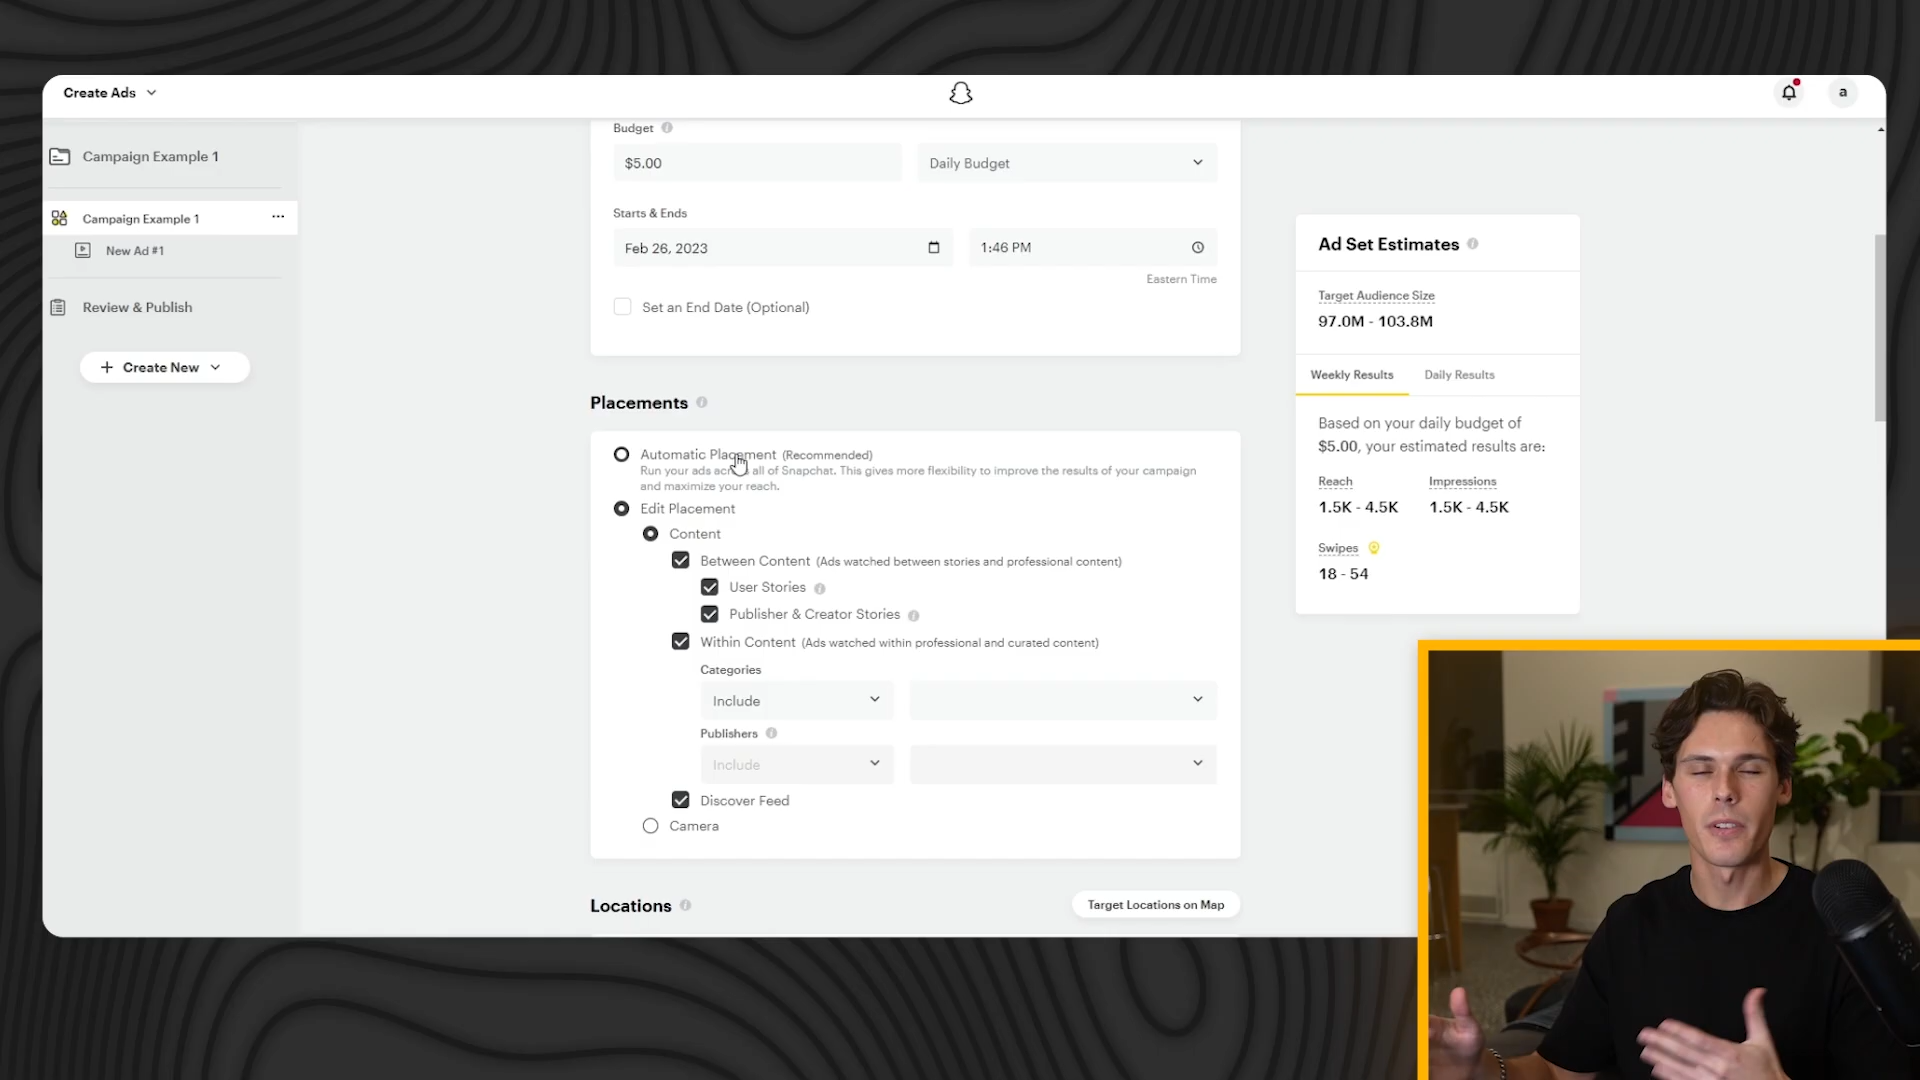 Create Ads
a
Campaign Example 1
Campaign Example 1
New Ad #1
Review & Publish
+ Create New
Budget
$5.00
Daily Budget
Starts & Ends
Feb 26, 2023
1:46 PM
Eastern Time
Set an End Date (Optional)
Placements
Automatic Placement (Recommended)
Run your ads across all of Snapchat. This gives more flexibility to improve the results of your campaign
and maximize your reach.
Edit Placement
Content
Between Content (Ads watched between stories and professional content)
User Stories
Publisher & Creator Stories
Within Content (Ads watched within professional and curated content)
Categories
Include
Publishers
Include
Discover Feed
Camera
Locations
Target Locations on Map
Ad Set Estimates
Target Audience Size
97.0M - 103.8M
Weekly Results
Daily Results
Based on your daily budget of
$5.00, your estimated results are:
Reach
Impressions
1.5K - 4.5K
1.5K - 4.5K
Swipes
18 - 54